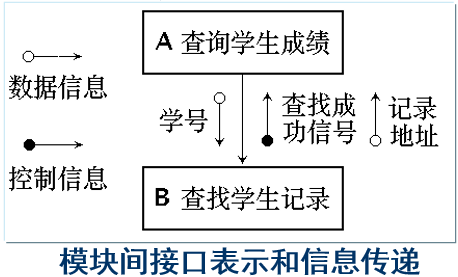 A 查询学生成绩
数据信息
学号
查找成
功信号
记录
地址
控制信息
B 查找学生记录
模块间接口表示和信息传递